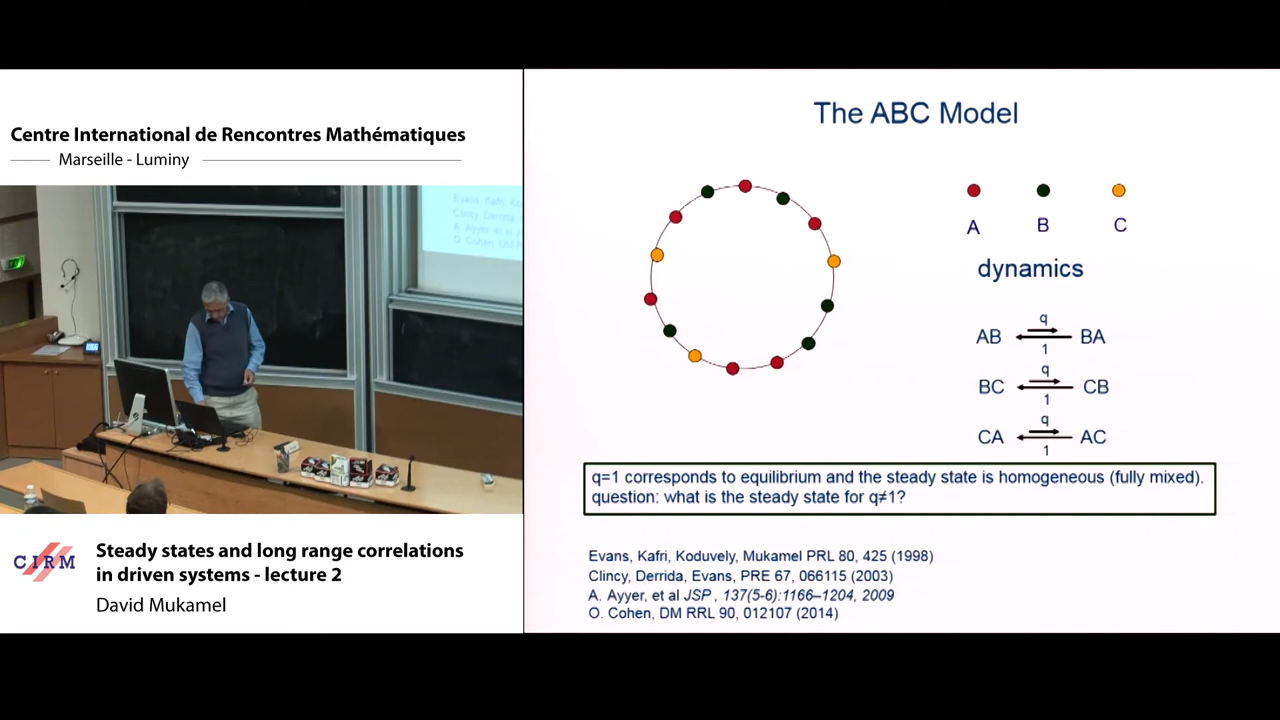 Centre International de Rencontres Mathématiques
Marseille - Luminy
CIRM
Steady states and long range correlations
in driven systems - lecture 2
David Mukamel
The ABC Model
A B C
dynamics
AB q 1 BA
BC q 1 CB
CA q 1 AC
q=1 corresponds to equilibrium and the steady state is homogeneous (fully mixed).
question: what is the steady state for q≠1?
Evans, Kafri, Koduvely, Mukamel PRL 80, 425 (1998)
Clincy, Derrida, Evans, PRE 67, 066115 (2003)
A. Ayyer, et al JSP , 137(5-6):1166–1204, 2009
O. Cohen, DM RRL 90, 012107 (2014)